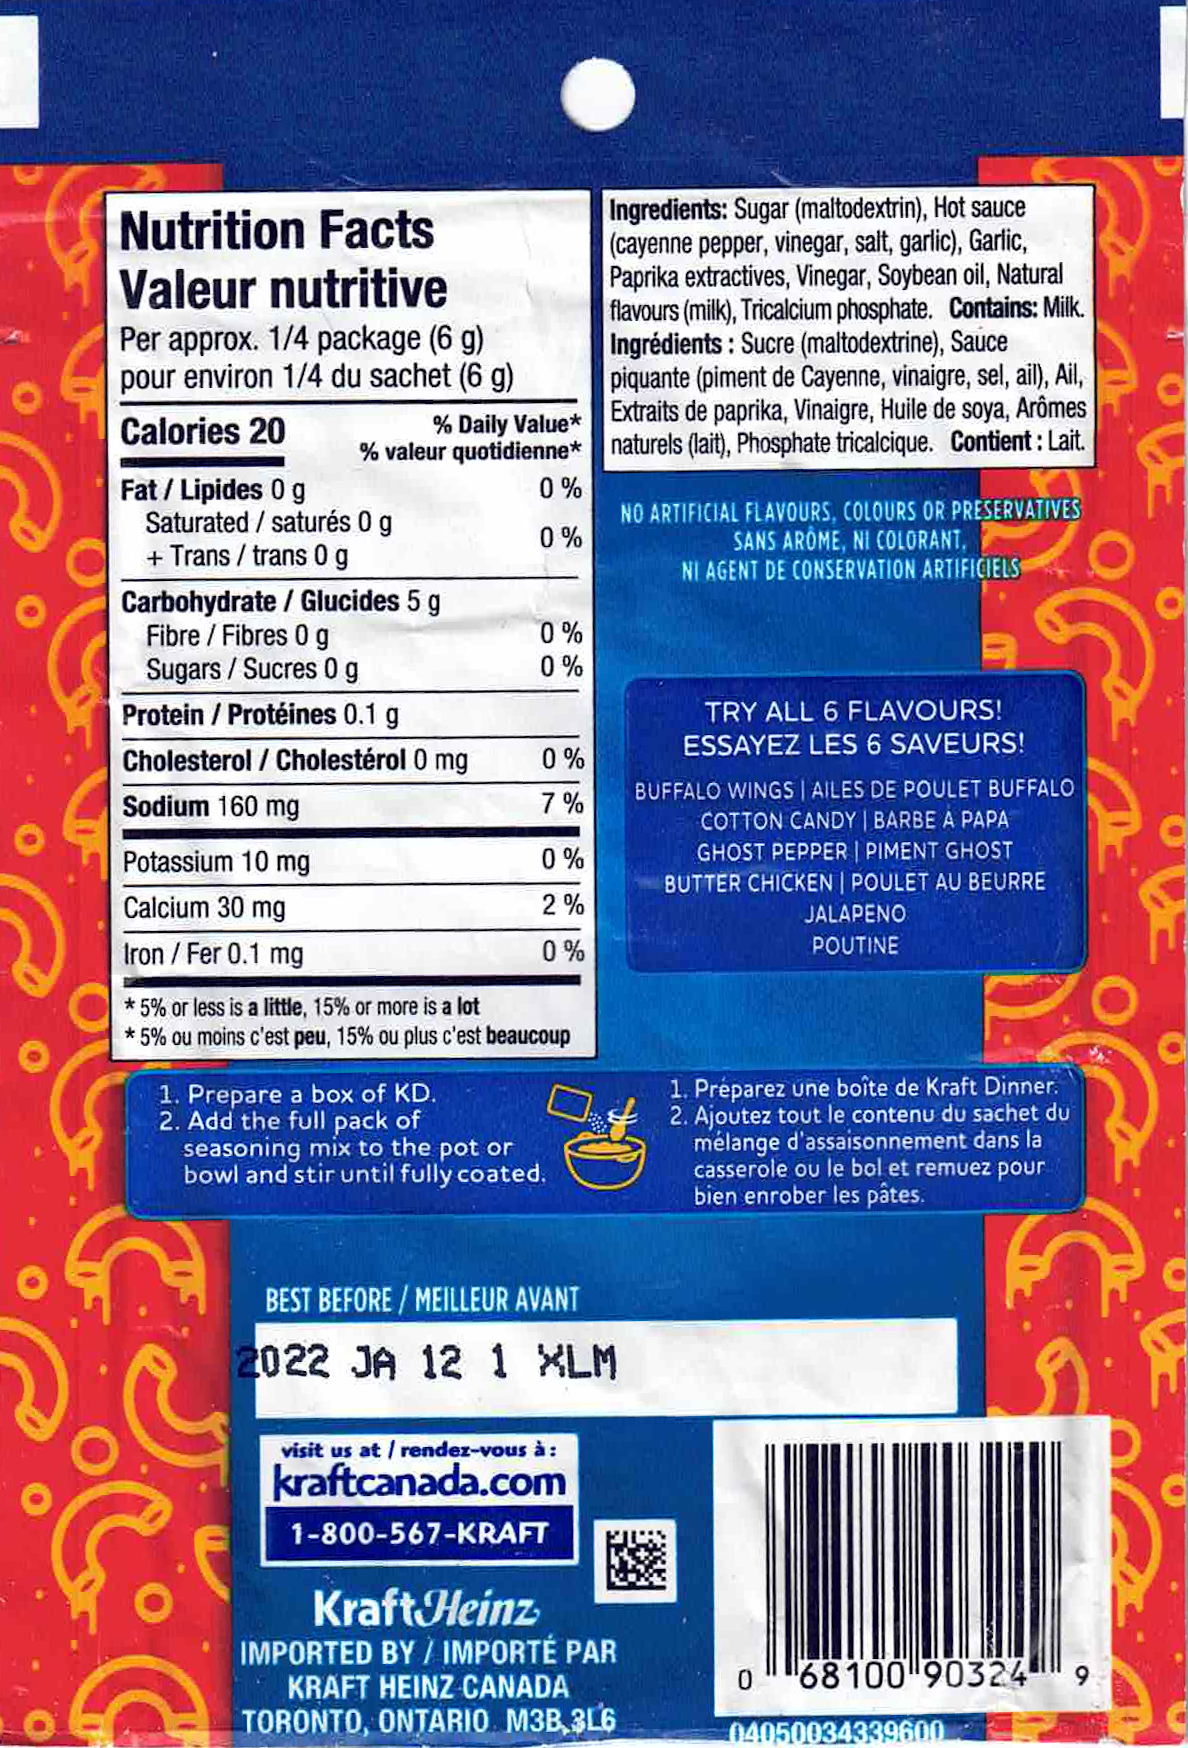 Nutrition Facts
Valeur nutritive
Per approx. 1/4 package (6 g)
pour environ 1/4 du sachet (6 g)
Calories 20
% Daily Value*
% valeur quotidienne*
Fat / Lipides 0 g 0 %
Saturated / saturés 0 g
+ Trans / trans 0 g
0 %
Carbohydrate / Glucides 5 g
Fibre / Fibres 0 g 0 %
Sugars / Sucres 0 g 0 %
Protein / Protéines 0.1 g
Cholesterol / Cholestérol 0 mg 0 %
Sodium 160 mg 7 %
Potassium 10 mg 0 %
Calcium 30 mg 2 %
Iron / Fer 0.1 mg 0 %
* 5% or less is a little, 15% or more is a lot
* 5% ou moins c'est peu, 15% ou plus c'est beaucoup
Ingredients: Sugar (maltodextrin), Hot sauce
(cayenne pepper, vinegar, salt, garlic), Garlic,
Paprika extractives, Vinegar, Soybean oil, Natural
flavours (milk), Tricalcium phosphate. Contains: Milk.
Ingrédients : Sucre (maltodextrine), Sauce
piquante (piment de Cayenne, vinaigre, sel, ail), Ail,
Extraits de paprika, Vinaigre, Huile de soya, Arômes
naturels (lait), Phosphate tricalcique. Contient : Lait.
NO ARTIFICIAL FLAVOURS, COLOURS OR PRESERVATIVES
SANS ARÔME, NI COLORANT,
NI AGENT DE CONSERVATION ARTIFICIELS
TRY ALL 6 FLAVOURS!
ESSAYEZ LES 6 SAVEURS!
BUFFALO WINGS | AILES DE POULET BUFFALO
COTTON CANDY | BARBE À PAPA
GHOST PEPPER | PIMENT GHOST
BUTTER CHICKEN | POULET AU BEURRE
JALAPENO
POUTINE
1. Prepare a box of KD.
2. Add the full pack of
seasoning mix to the pot or
bowl and stir until fully coated.
1. Préparez une boîte de Kraft Dinner.
2. Ajoutez tout le contenu du sachet du
mélange d'assaisonnement dans la
casserole ou le bol et remuez pour
bien enrober les pâtes.
BEST BEFORE / MEILLEUR AVANT
2022 JA 12 1 XLM
visit us at / rendez-vous à :
kraftcanada.com
1-800-567-KRAFT
KraftHeinz
IMPORTED BY / IMPORTÉ PAR
KRAFT HEINZ CANADA
TORONTO, ONTARIO M3B 3L6
0 68100 90324 9
04050034339600